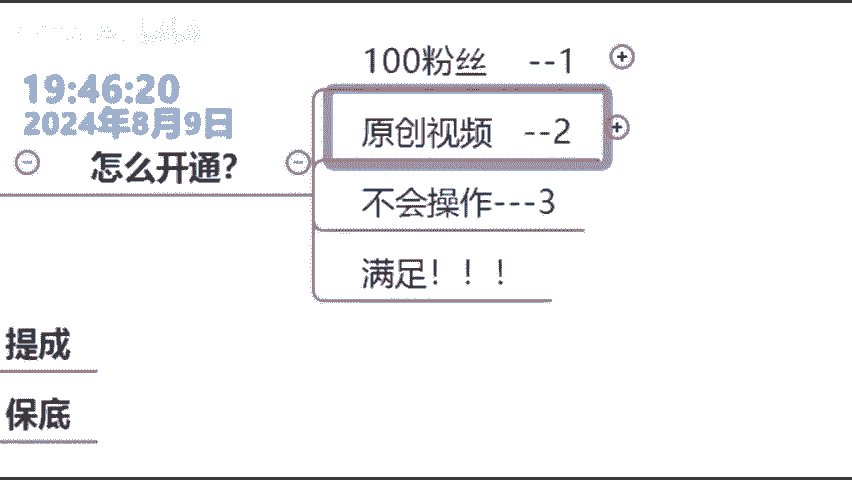 100粉丝 --1
19:46:20
2024年8月9日
原创视频 --2
怎么开通?
不会操作---3
满足！！！
提成
保底